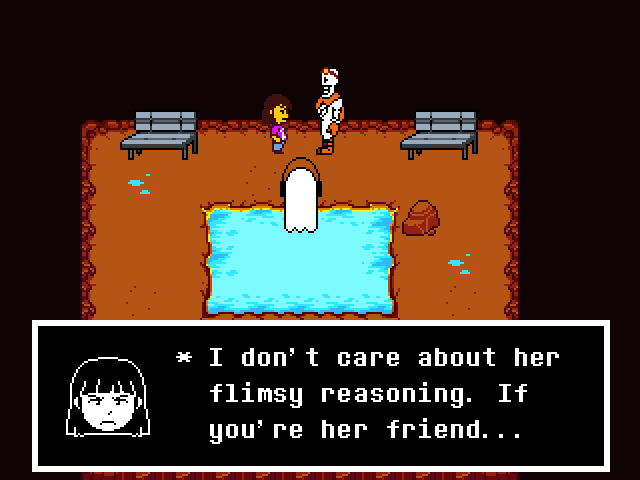 * I don't care about her
flimsy reasoning. If
you're her friend...